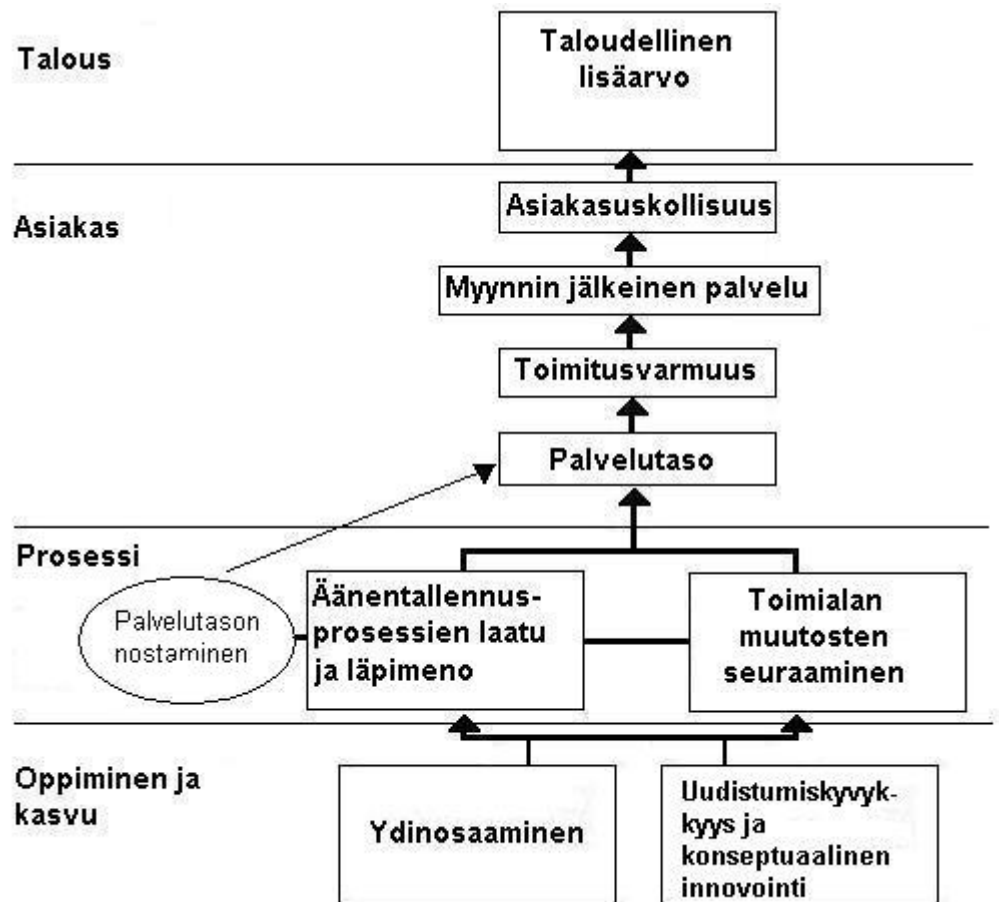 Talous
Taloudellinen
lisäarvo
Asiakas
Asiakasuskollisuus
Myynnin jälkeinen palvelu
Toimitusvarmuus
Palvelutaso
Prosessi
Palvelutason
nostaminen
Äänentallennus-
prosessien laatu
ja läpimeno
Toimialan
muutosten
seuraaminen
Oppiminen ja
kasvu
Ydinosaaminen
Uudistumiskyvyk-
kyys ja
konseptuaalinen
innovointi